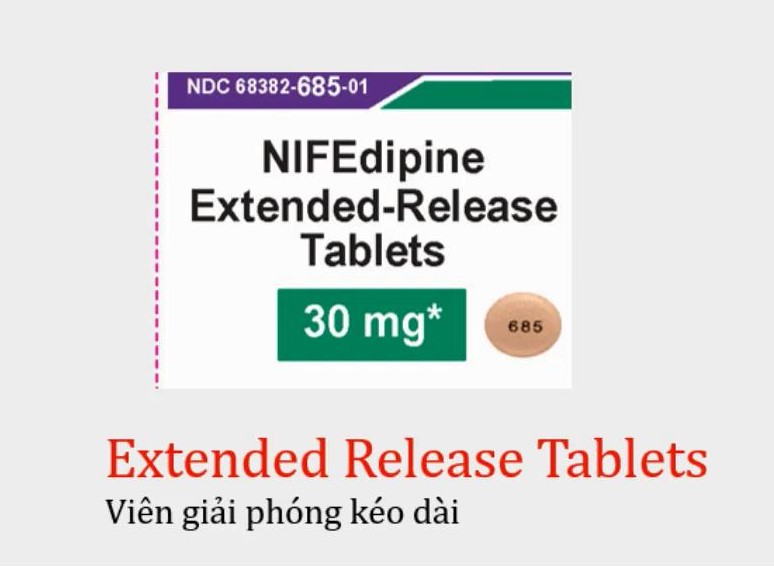 NDC 68382-685-01
NIFEdipine
Extended-Release
Tablets
30 mg*
685
Extended Release Tablets
Viên giải phóng kéo dài